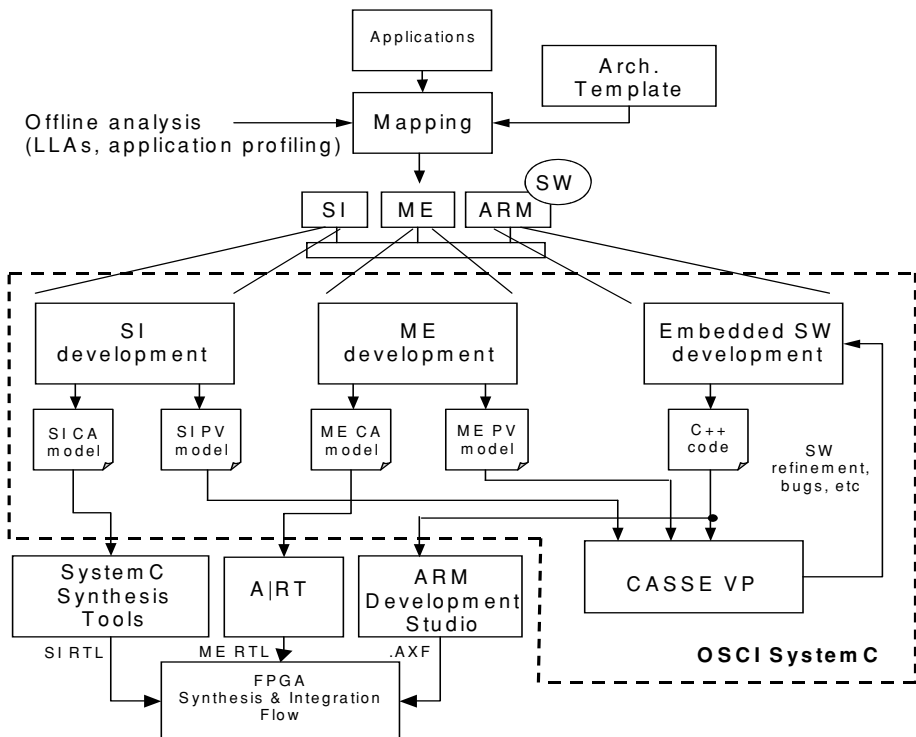 Applications
Arch.
Template
Mapping
Offline analysis
(LLAs, application profiling)
SW
SI
ME
ARM
SI
development
ME
development
Embedded SW
development
SI CA
model
SI PV
model
ME CA
model
ME PV
model
C++
code
SW
refinement,
bugs, etc
SystemC
Synthesis
Tools
A|RT
ARM
Development
Studio
CASSE VP
SI RTL
ME RTL
.AXF
OSCI SystemC
FPGA
Synthesis & Integration
Flow